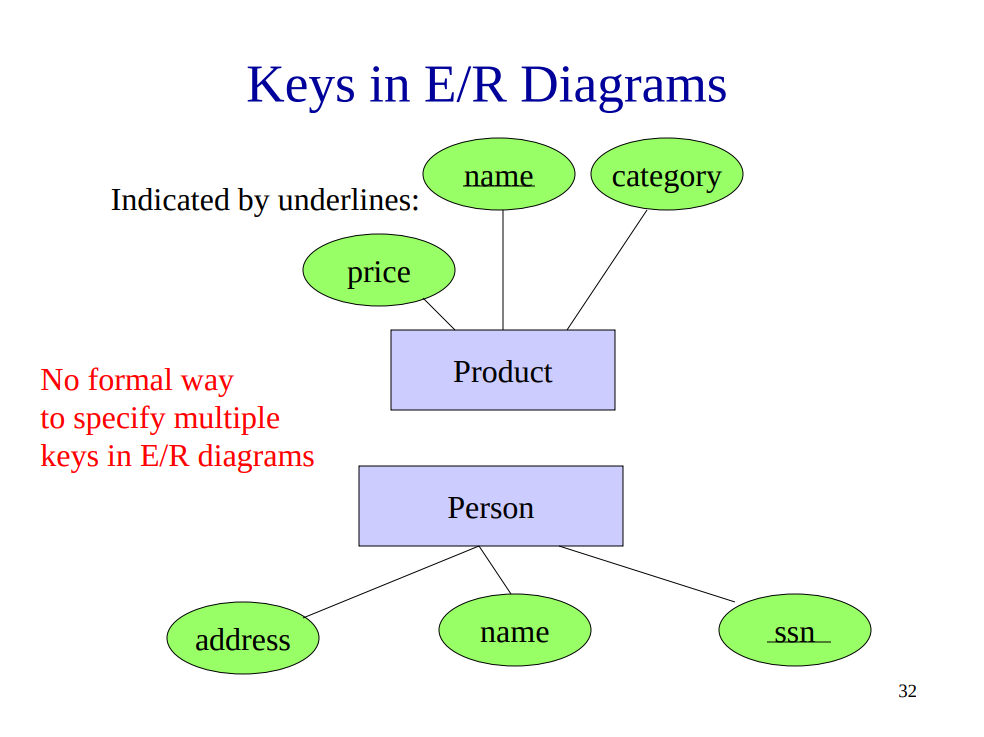 Keys in E/R Diagrams
name
category
Indicated by underlines:
price
Product
No formal way
to specify multiple
keys in E/R diagrams
Person
address
name
ssn
32